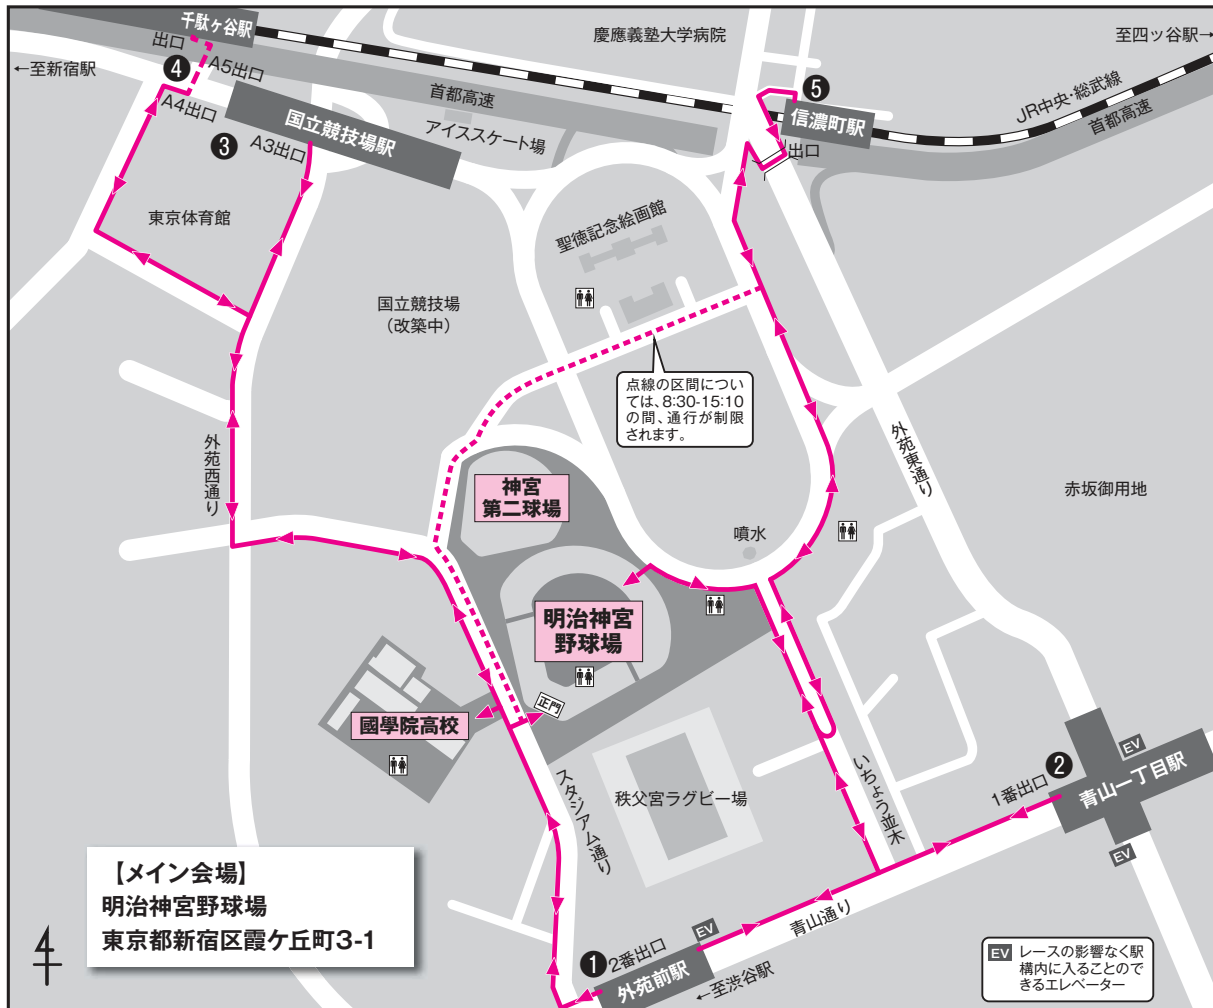 千駄ヶ谷駅
出口
←至新宿駅
❹
A5出口
A4出口
❸
A3出口
国立競技場駅
首都高速
アイススケート場
慶應義塾大学病院
至四ッ谷駅→
❺
信濃町駅
出口
JR中央・総武線
首都高速
東京体育館
聖徳記念絵画館
国立競技場
(改築中)
点線の区間につい
ては、8:30-15:10
の間、通行が制限
されます。
外苑西通り
外苑東通り
赤坂御用地
神宮
第二球場
噴水
明治神宮
野球場
正門
國學院高校
スタジアム通り
秩父宮ラグビー場
いちょう並木
1番出口
❷
EV
青山一丁目駅
EV
青山通り
【メイン会場】
明治神宮野球場
東京都新宿区霞ケ丘町3-1
❶
2番出口
EV
外苑前駅
←至渋谷駅
EV レースの影響なく駅
構内に入ることので
きるエレベーター